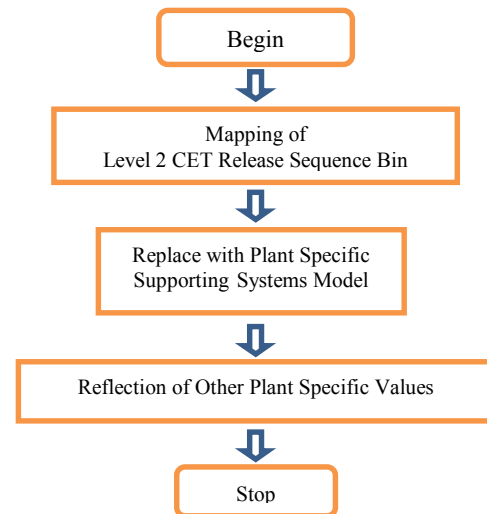 Begin
Mapping of
Level 2 CET Release Sequence Bin
Replace with Plant Specific
Supporting Systems Model
Reflection of Other Plant Specific Values
Stop